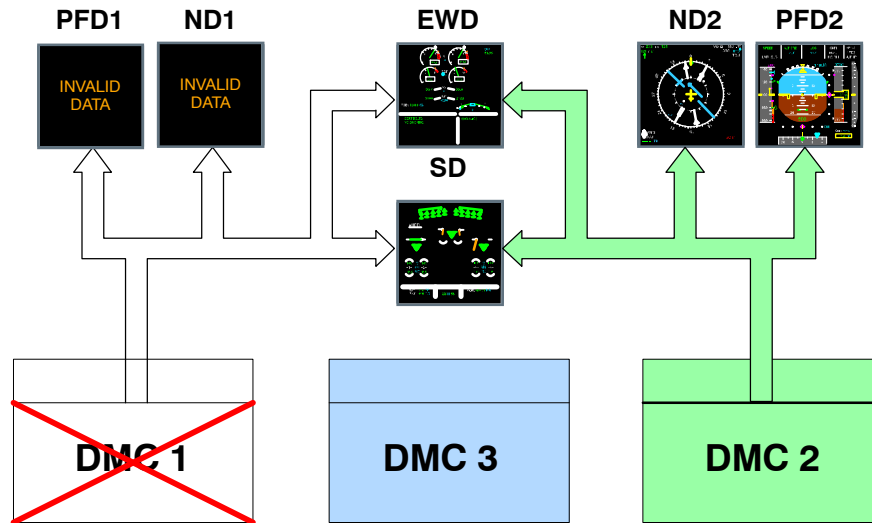 PFD1
ND1
EWD
ND2
PFD2
INVALID
DATA
INVALID
DATA
SD
DMC 1
DMC 3
DMC 2